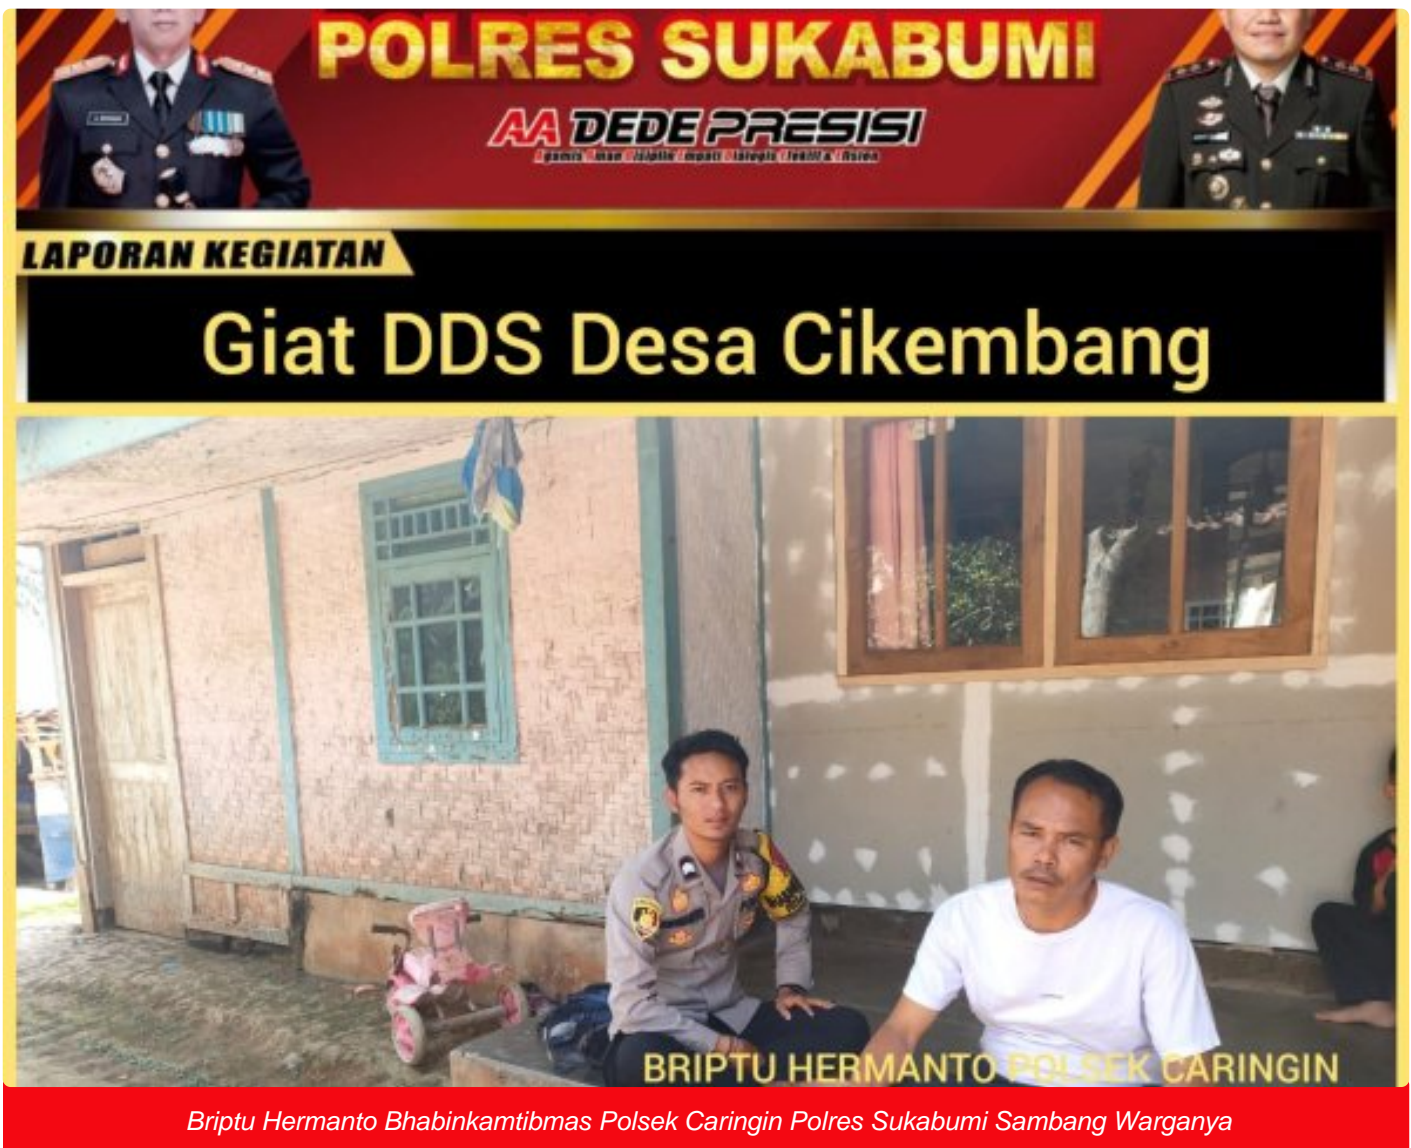 POLRES SUKABUMI
AA DEDE PRESISI
LAPORAN KEGIATAN
Giat DDS Desa Cikembang
BRIPTU HERMANTO POLSEK CARINGIN
Briptu Hermanto Bhabinkamtibmas Polsek Caringin Polres Sukabumi Sambang Warganya